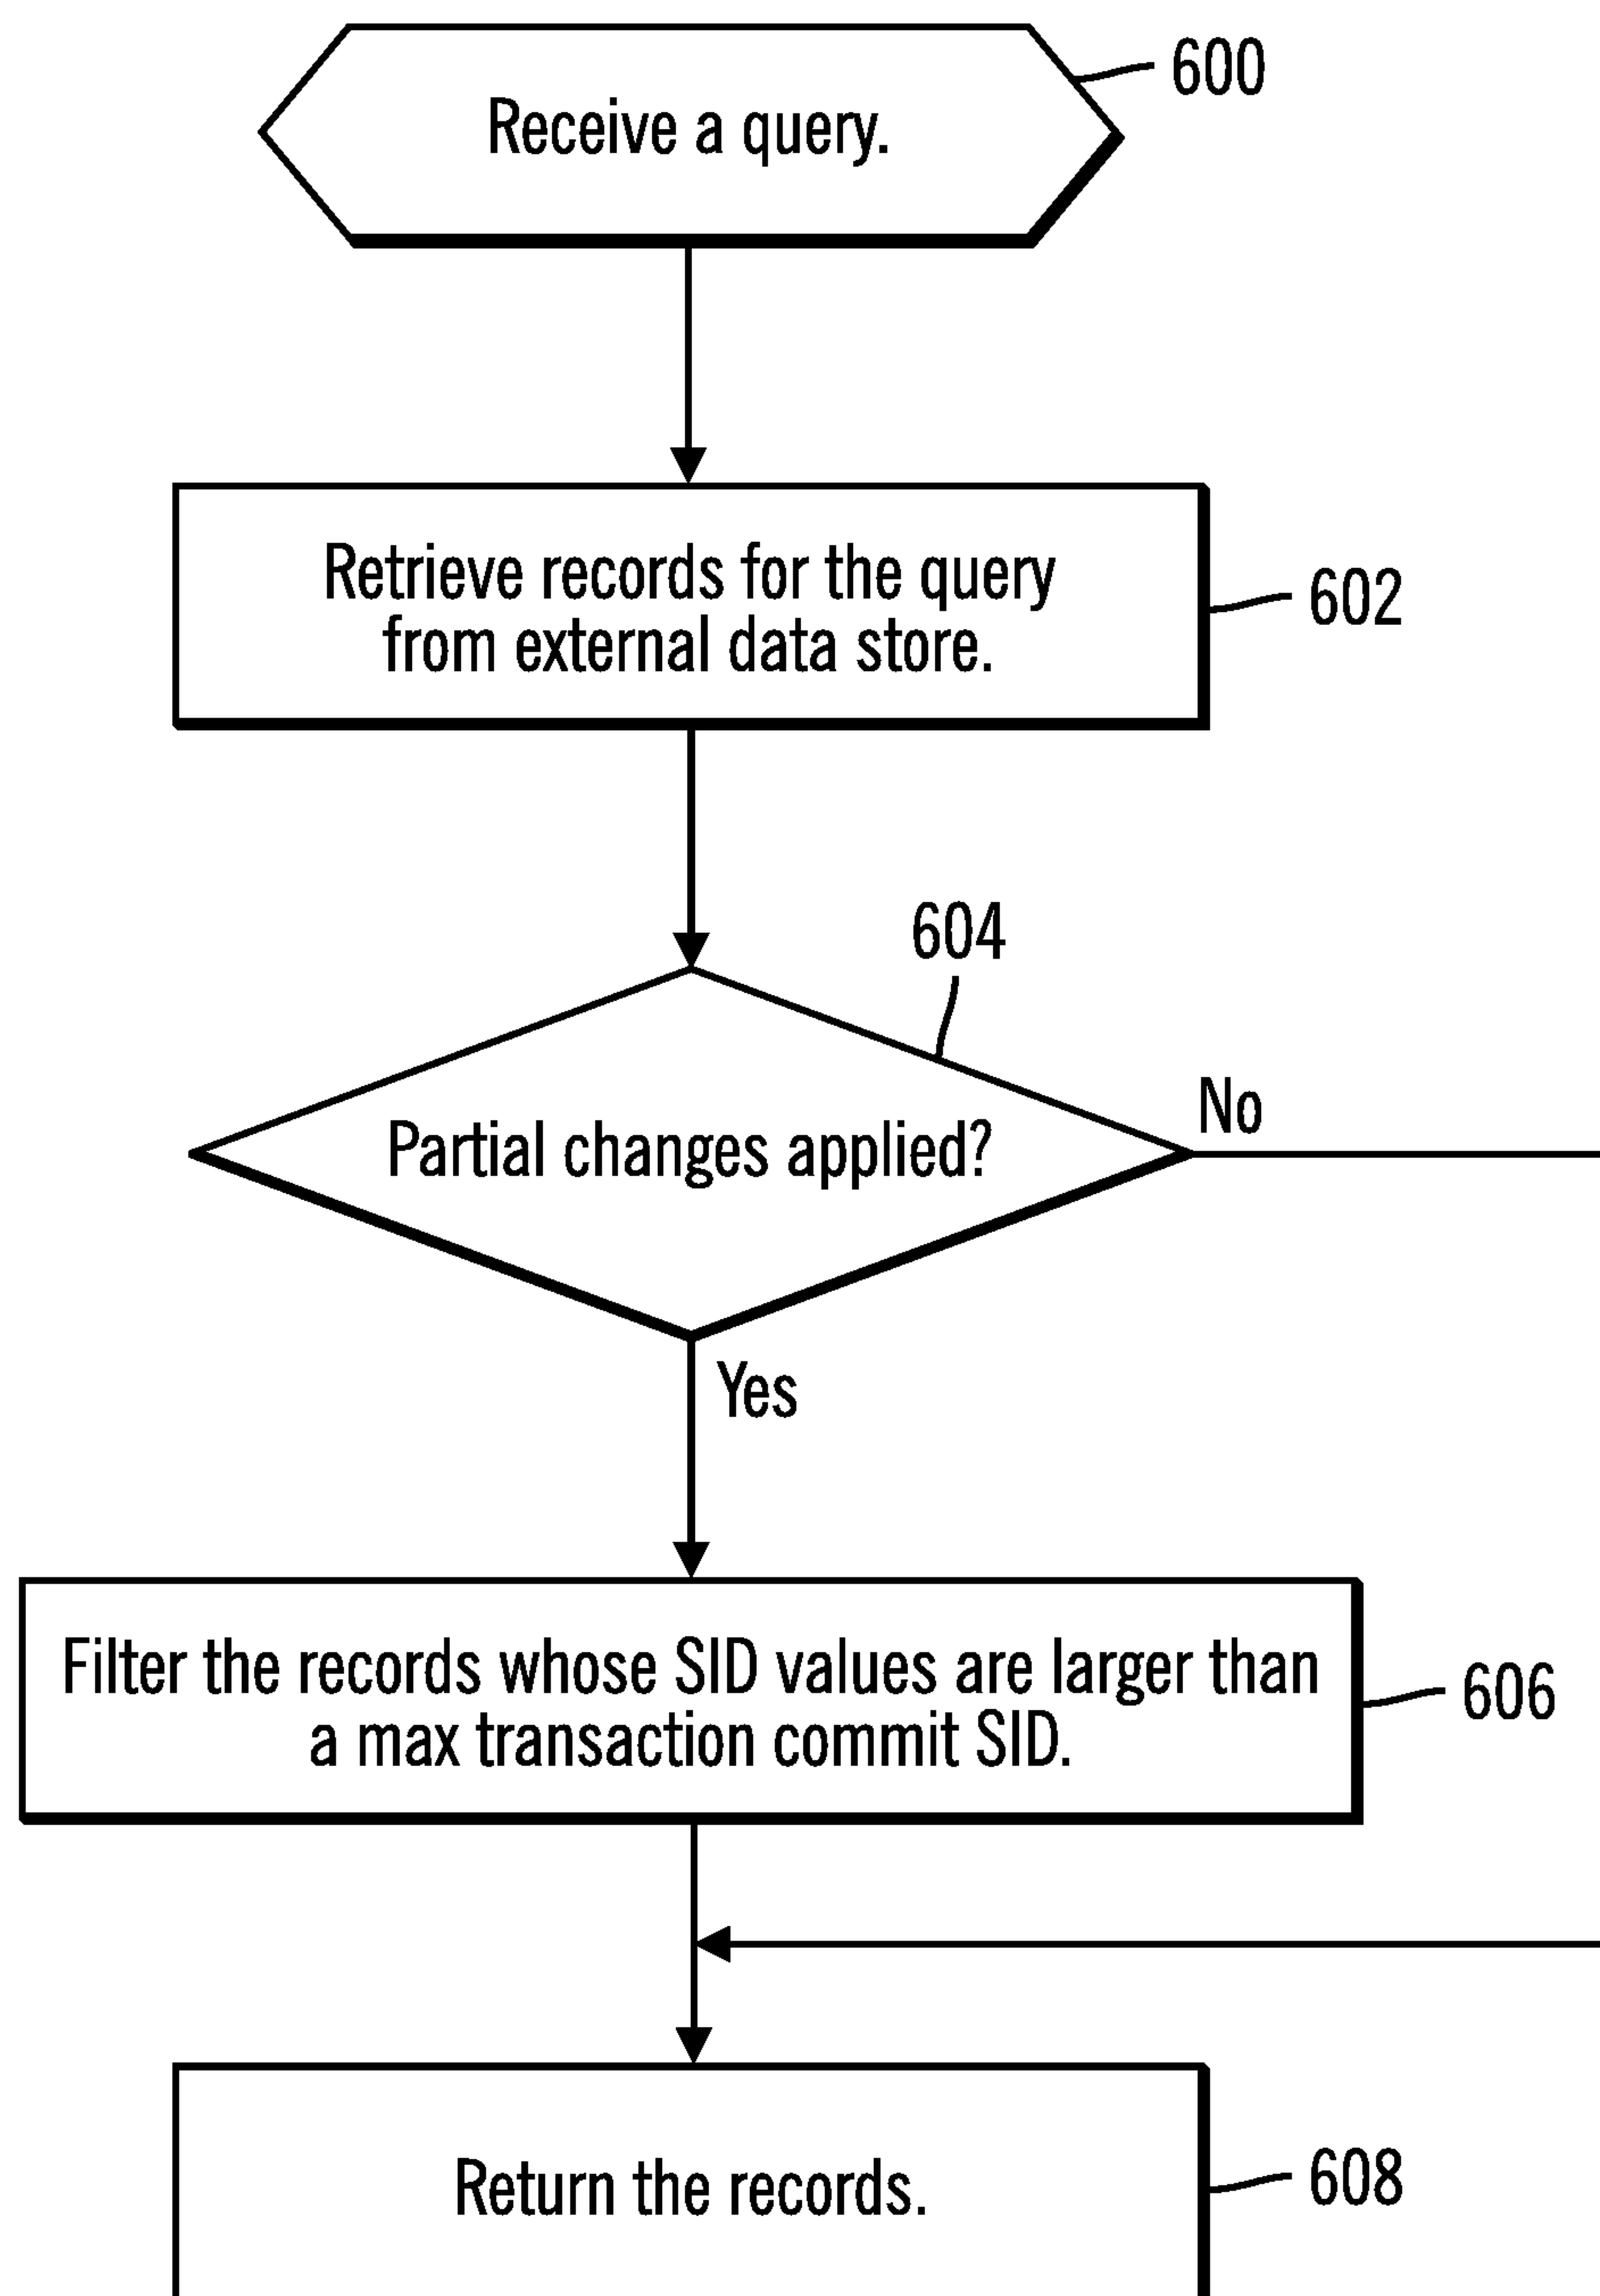 Receive a query.
600
Retrieve records for the query
from external data store.
602
604
Partial changes applied?
No
Yes
Filter the records whose SID values are larger than
a max transaction commit SID.
606
Return the records.
608